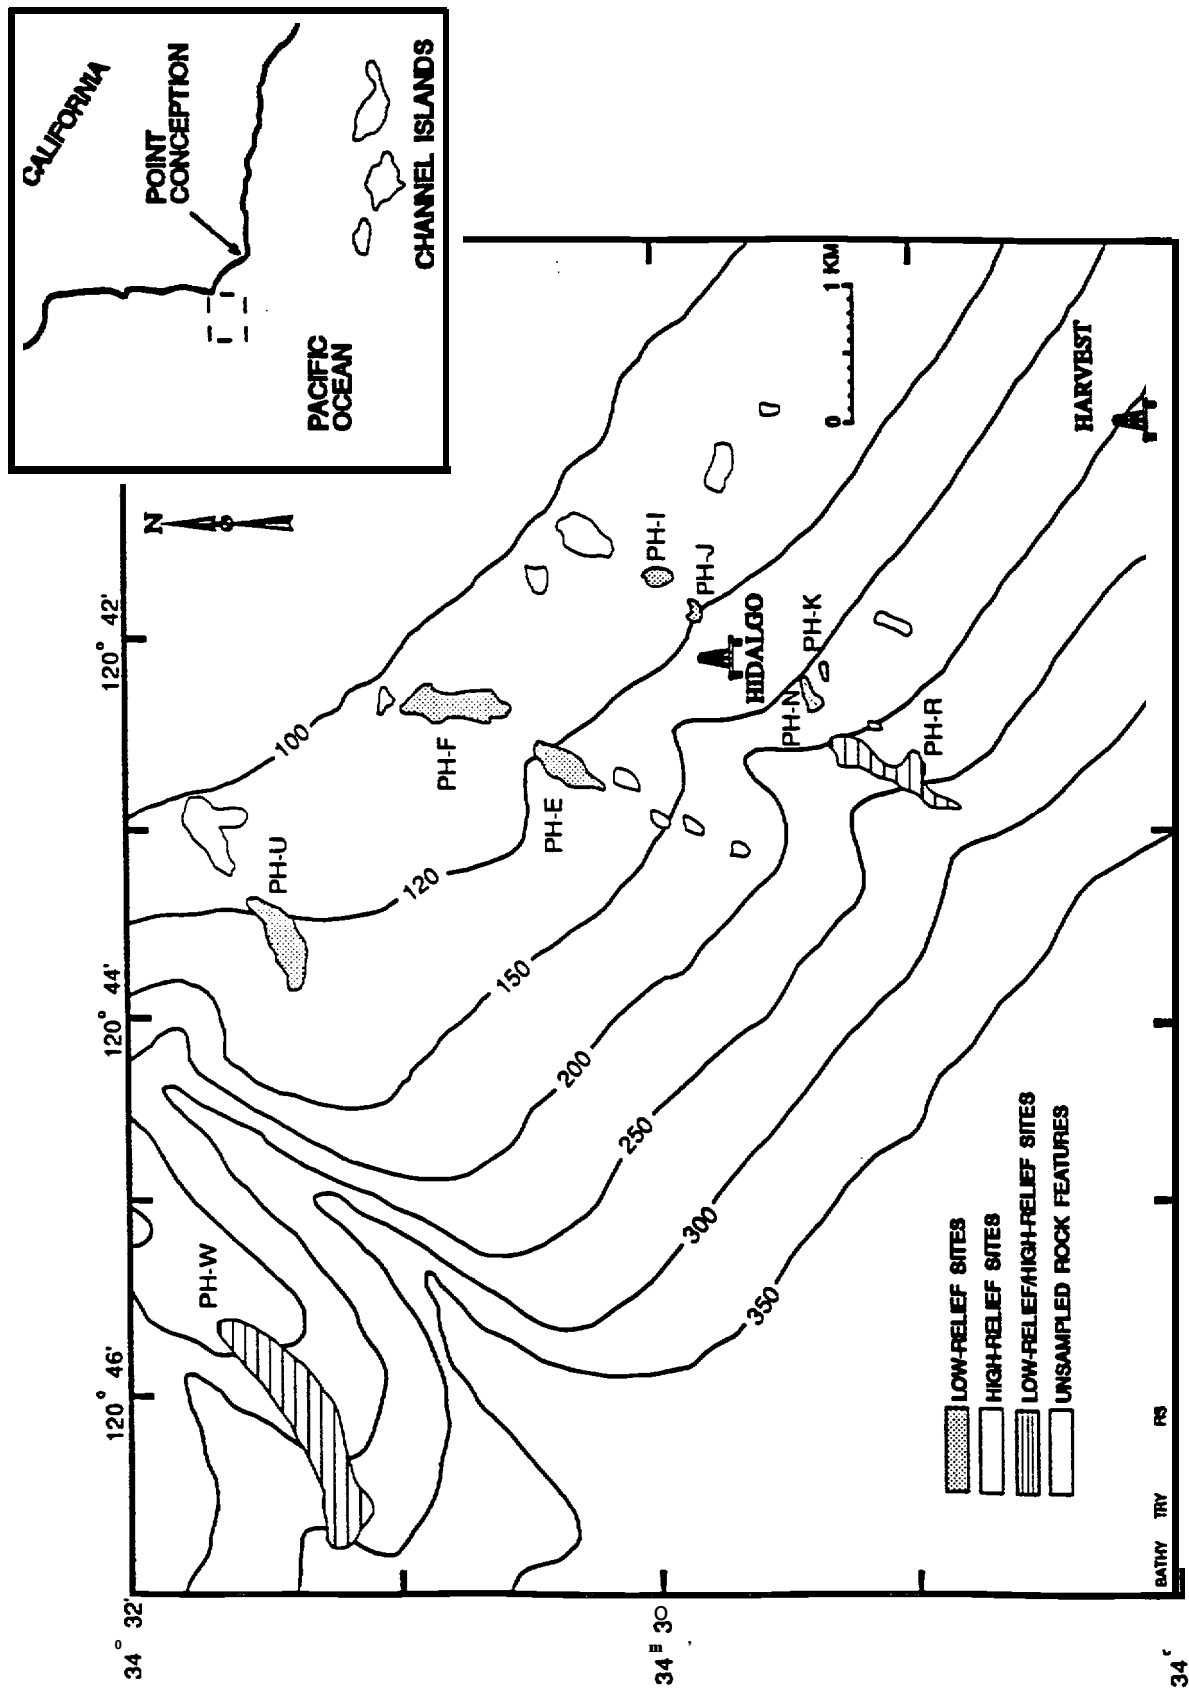 CALIFORNIA
POINT
CONCEPTION
PACIFIC
OCEAN
CHANNEL ISLANDS
120° 46'
120° 44'
120° 42'
34° 32'
34 30
34
N
100
120
150
200
250
300
350
PH-W
PH-U
PH-F
PH-E
PH-I
PH-J
HIDALGO
PH-K
PH-N
PH-R
HARVEST
0
1 KM
LOW-RELIEF SITES
HIGH-RELIEF SITES
LOW-RELIEF/HIGH-RELIEF SITES
UNSAMPLED ROCK FEATURES
BATHY TRY RS